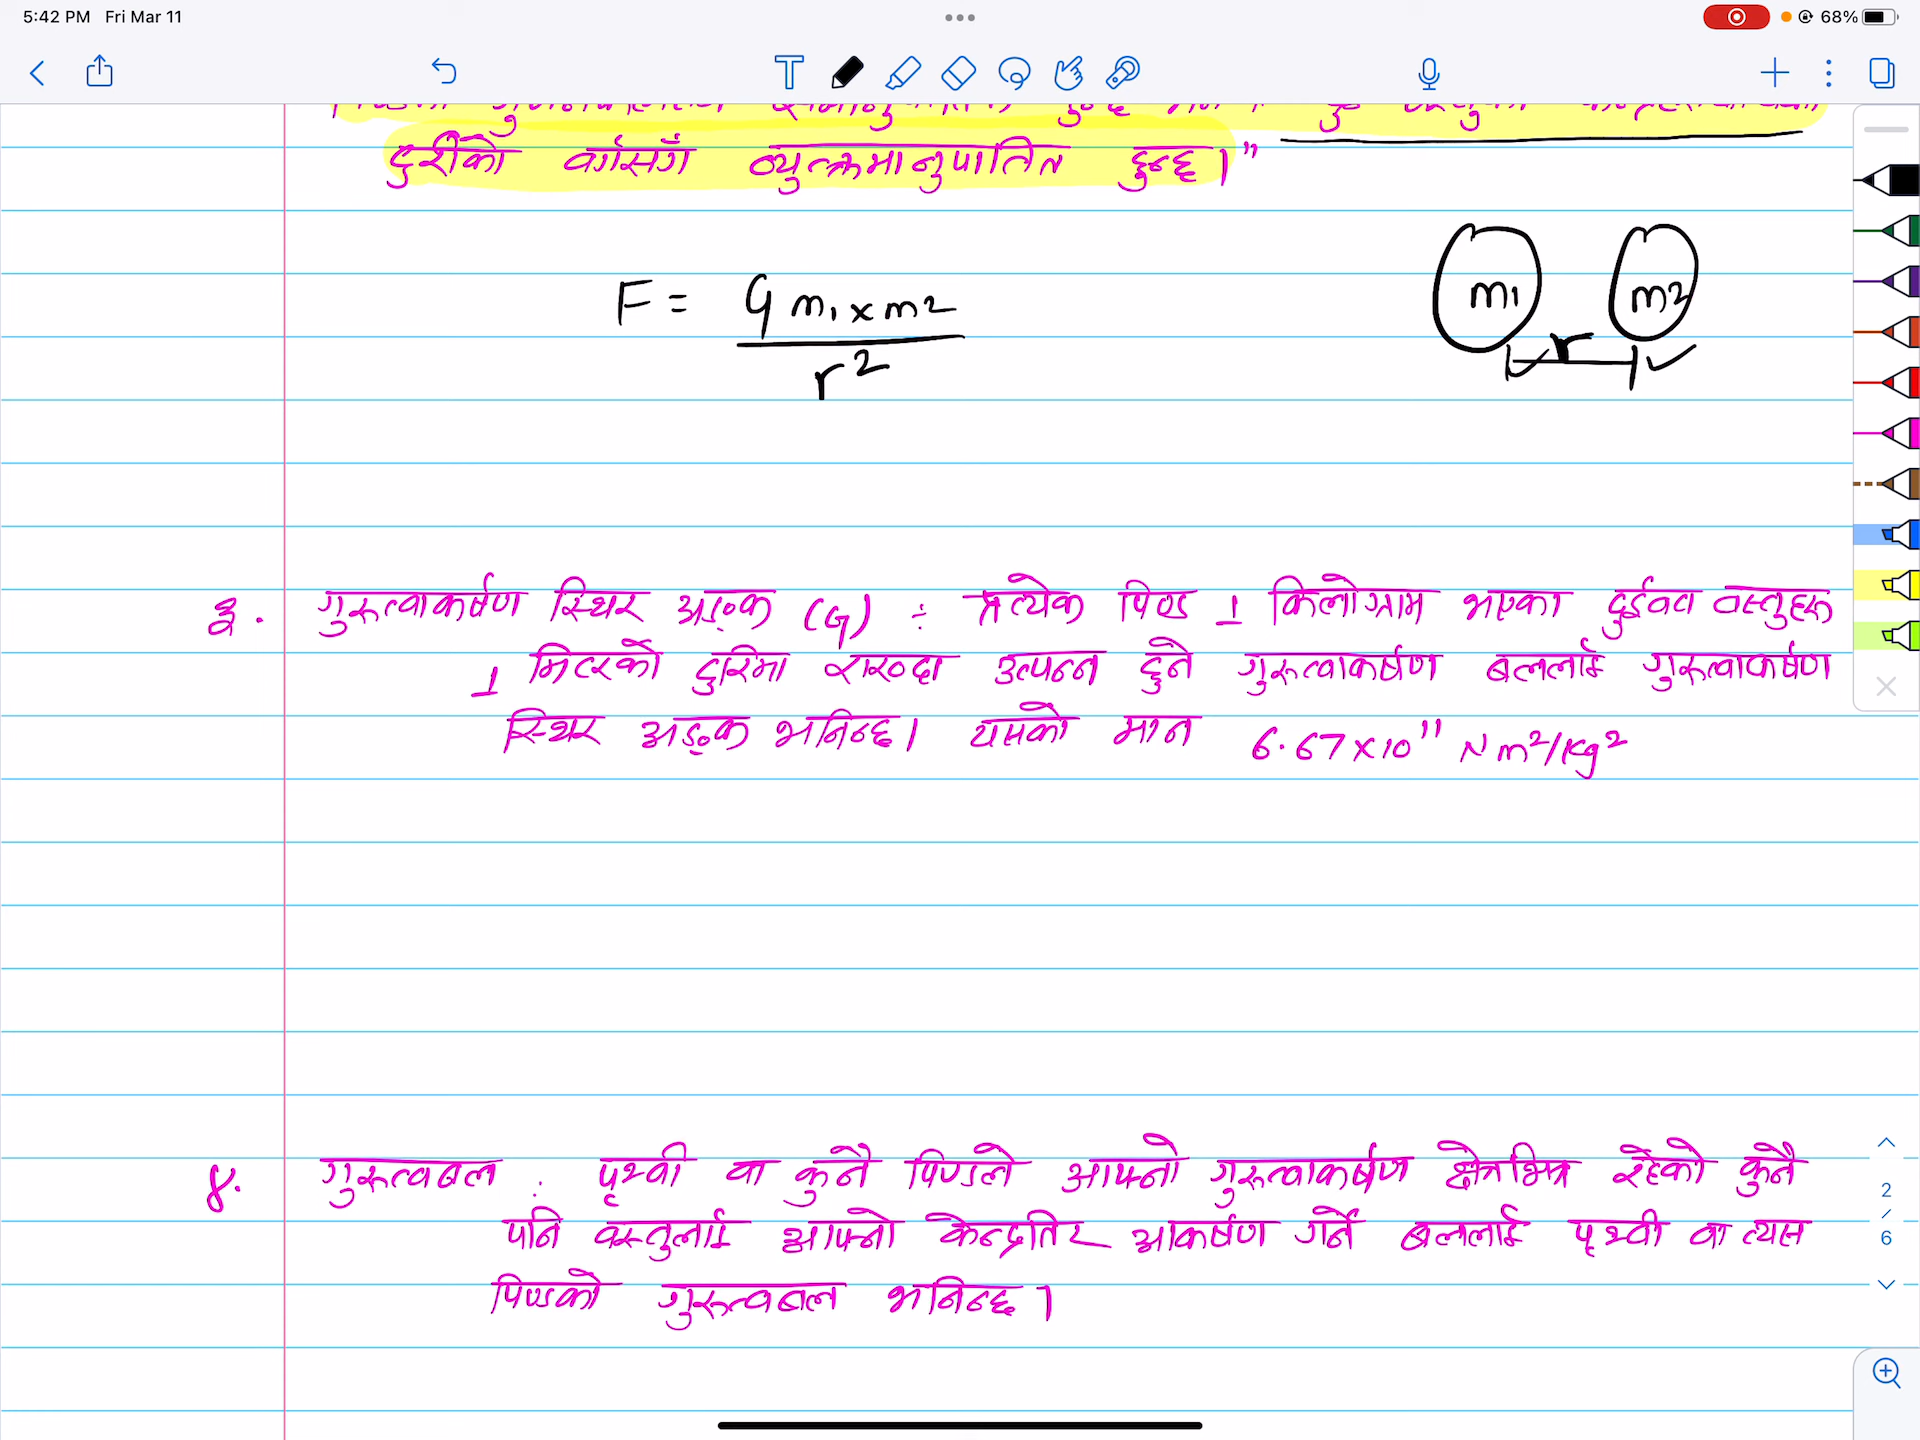 5:42 PM Fri Mar 11
68%
दुरीको वर्गसँग व्युत्क्रमानुपातित हुन्छ।"
m1 m2
F = G m1 x m2
r
r2
३. गुरुत्वाकर्षण स्थिर अङ्क (G) : प्रत्येक पिण्ड 1 किलोग्राम भएका दुईवटा वस्तुहरू
1 मिटरको दुरिमा राख्दा उत्पन्न हुने गुरुत्वाकर्षण बललाई गुरुत्वाकर्षण
स्थिर अङ्क भनिन्छ। यसको मान 6.67x10 11 N m2/Kg2
४. गुरुत्वबल : पृथ्वी वा कुनै पिण्डले आफ्नो गुरुत्वाकर्षण क्षेत्रभित्र रहेको कुनै
पनि वस्तुलाई आफ्नो केन्द्रतिर आकर्षण गर्ने बललाई पृथ्वी वा त्यस
पिण्डको गुरुत्वबल भनिन्छ।
2
/
6